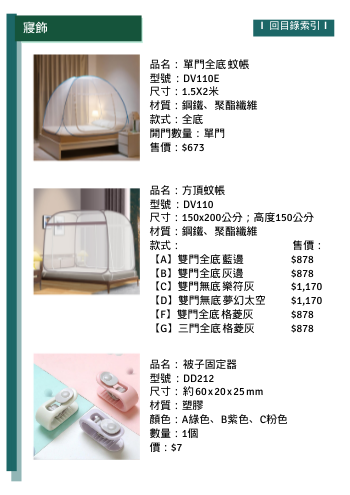 寢飾
回目錄索引
品名：單門全底蚊帳
型號：DV110E
尺寸：1.5X2米
材質：鋼鐵、聚酯纖維
款式：全底
開門數量：單門
售價：$673
品名：方頂蚊帳
型號：DV110
尺寸：150x200公分；高度150公分
材質：鋼鐵、聚酯纖維
款式： 售價：
【A】雙門全底藍邊 $878
【B】雙門全底灰邊 $878
【C】雙門無底樂符灰 $1,170
【D】雙門無底夢幻太空 $1,170
【F】雙門全底格菱灰 $878
【G】三門全底格菱灰 $878
品名：被子固定器
型號：DD212
尺寸：約60x20x25mm
材質：塑膠
顏色：A綠色、B紫色、C粉色
數量：1個
價：$7